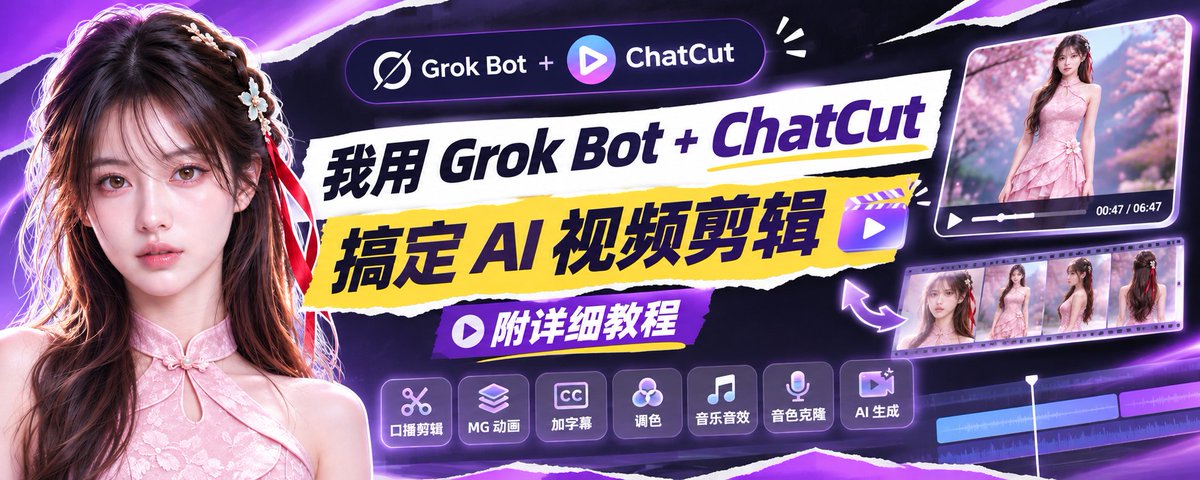 Grok Bot + ChatCut
我用 Grok Bot + ChatCut
搞定 AI 视频剪辑
附详细教程
口播剪辑
MG 动画
加字幕
调色
音乐音效
音色克隆
AI 生成
CC
00:47 / 06:47